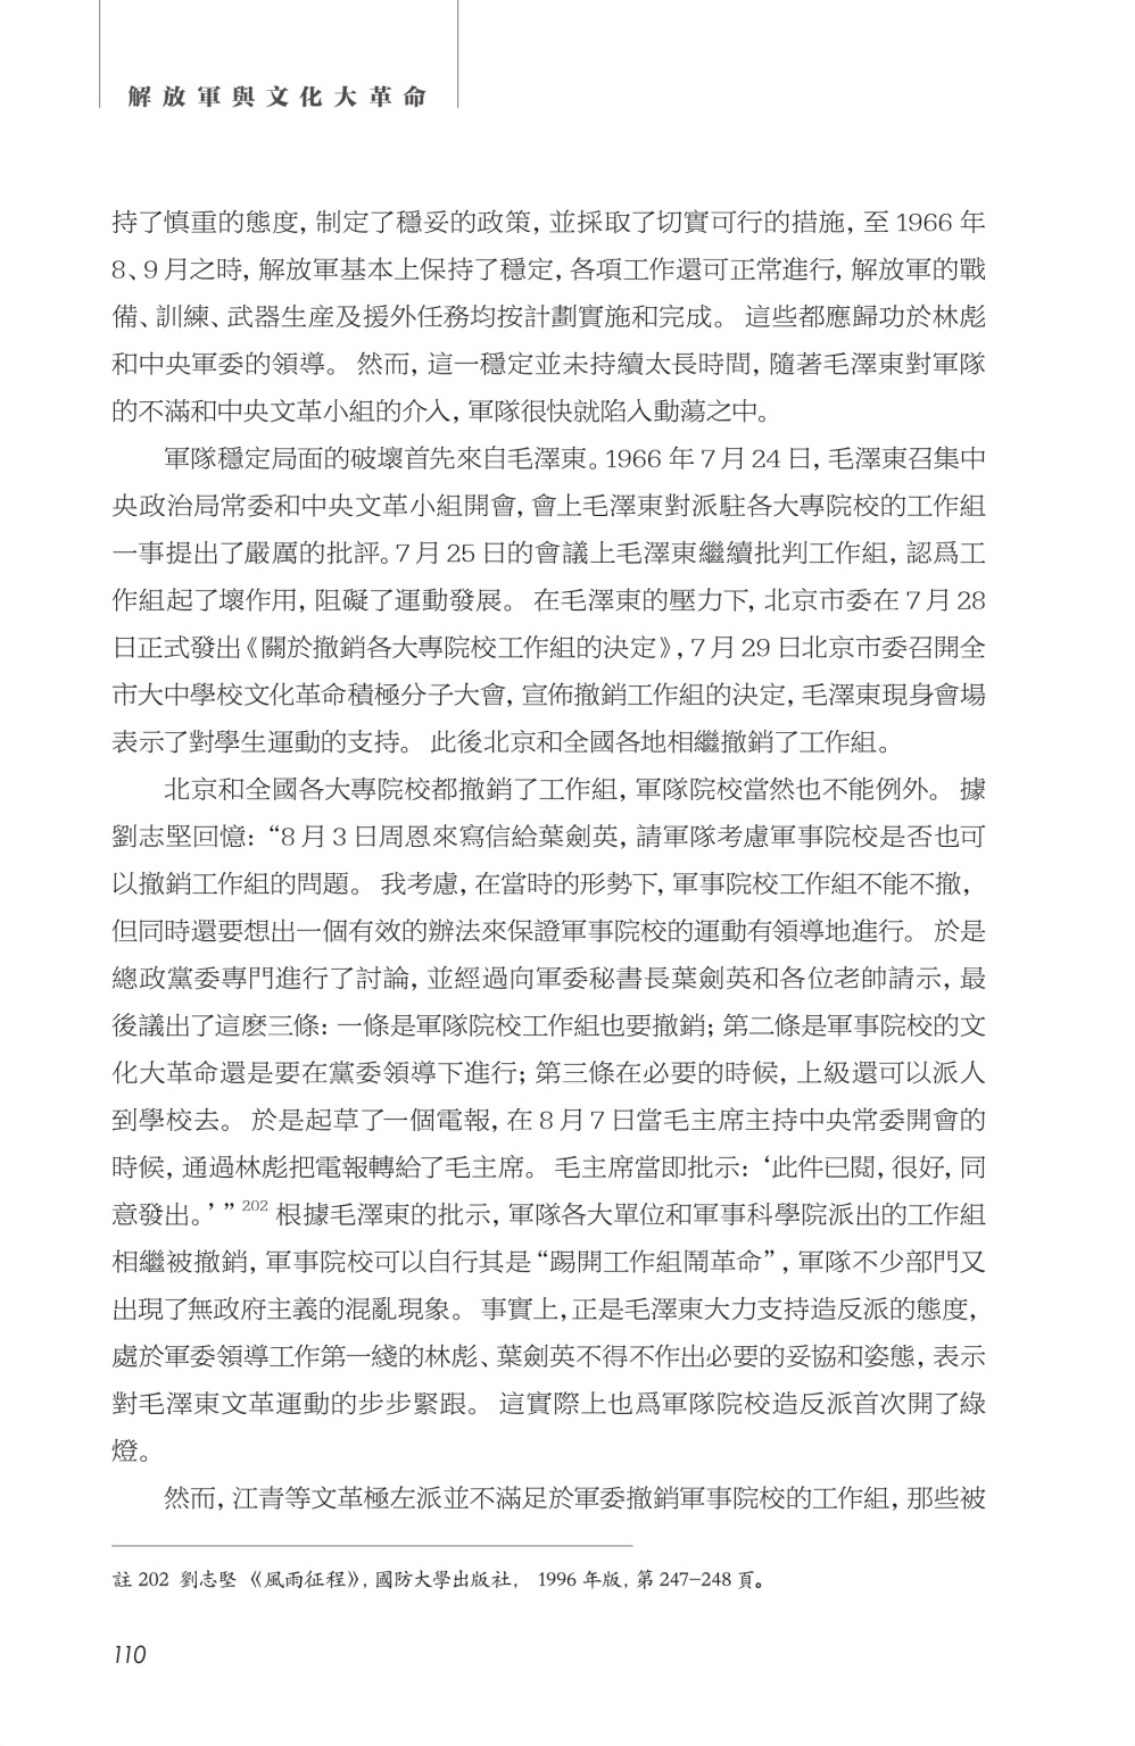 解放軍與文化大革命
持了慎重的態度, 制定了穩妥的政策, 並採取了切實可行的措施, 至 1966 年
8、9 月之時, 解放軍基本上保持了穩定, 各項工作還可正常進行, 解放軍的戰
備、訓練、武器生産及援外任務均按計劃實施和完成。 這些都應歸功於林彪
和中央軍委的領導。 然而, 這一穩定並未持續太長時間, 隨著毛澤東對軍隊
的不滿和中央文革小組的介入, 軍隊很快就陷入動蕩之中。
軍隊穩定局面的破壞首先來自毛澤東。1966 年 7 月 24 日, 毛澤東召集中
央政治局常委和中央文革小組開會, 會上毛澤東對派駐各大專院校的工作組
一事提出了嚴厲的批評。7 月 25 日的會議上毛澤東繼續批判工作組, 認爲工
作組起了壞作用, 阻礙了運動發展。 在毛澤東的壓力下, 北京市委在 7 月 28
日正式發出《關於撤銷各大專院校工作組的決定》, 7 月 29 日北京市委召開全
市大中學校文化革命積極分子大會, 宣佈撤銷工作組的決定, 毛澤東現身會場
表示了對學生運動的支持。 此後北京和全國各地相繼撤銷了工作組。
北京和全國各大專院校都撤銷了工作組, 軍隊院校當然也不能例外。 據
劉志堅回憶: “8 月 3 日周恩來寫信給葉劍英, 請軍隊考慮軍事院校是否也可
以撤銷工作組的問題。 我考慮, 在當時的形勢下, 軍事院校工作組不能不撤,
但同時還要想出一個有效的辦法來保證軍事院校的運動有領導地進行。 於是
總政黨委專門進行了討論, 並經過向軍委秘書長葉劍英和各位老帥請示, 最
後議出了這麽三條: 一條是軍隊院校工作組也要撤銷; 第二條是軍事院校的文
化大革命還是要在黨委領導下進行; 第三條在必要的時候, 上級還可以派人
到學校去。 於是起草了一個電報, 在 8 月 7 日當毛主席主持中央常委開會的
時候, 通過林彪把電報轉給了毛主席。 毛主席當即批示: ‘此件已閱, 很好, 同
意發出。’ ” 202 根據毛澤東的批示, 軍隊各大單位和軍事科學院派出的工作組
相繼被撤銷, 軍事院校可以自行其是 “踢開工作組鬧革命” , 軍隊不少部門又
出現了無政府主義的混亂現象。 事實上, 正是毛澤東大力支持造反派的態度,
處於軍委領導工作第一綫的林彪、葉劍英不得不作出必要的妥協和姿態, 表示
對毛澤東文革運動的步步緊跟。 這實際上也爲軍隊院校造反派首次開了綠
燈。
然而, 江青等文革極左派並不滿足於軍委撤銷軍事院校的工作組, 那些被
註 202 劉志堅 《風雨征程》, 國防大學出版社, 1996 年版, 第 247–248 頁。
110